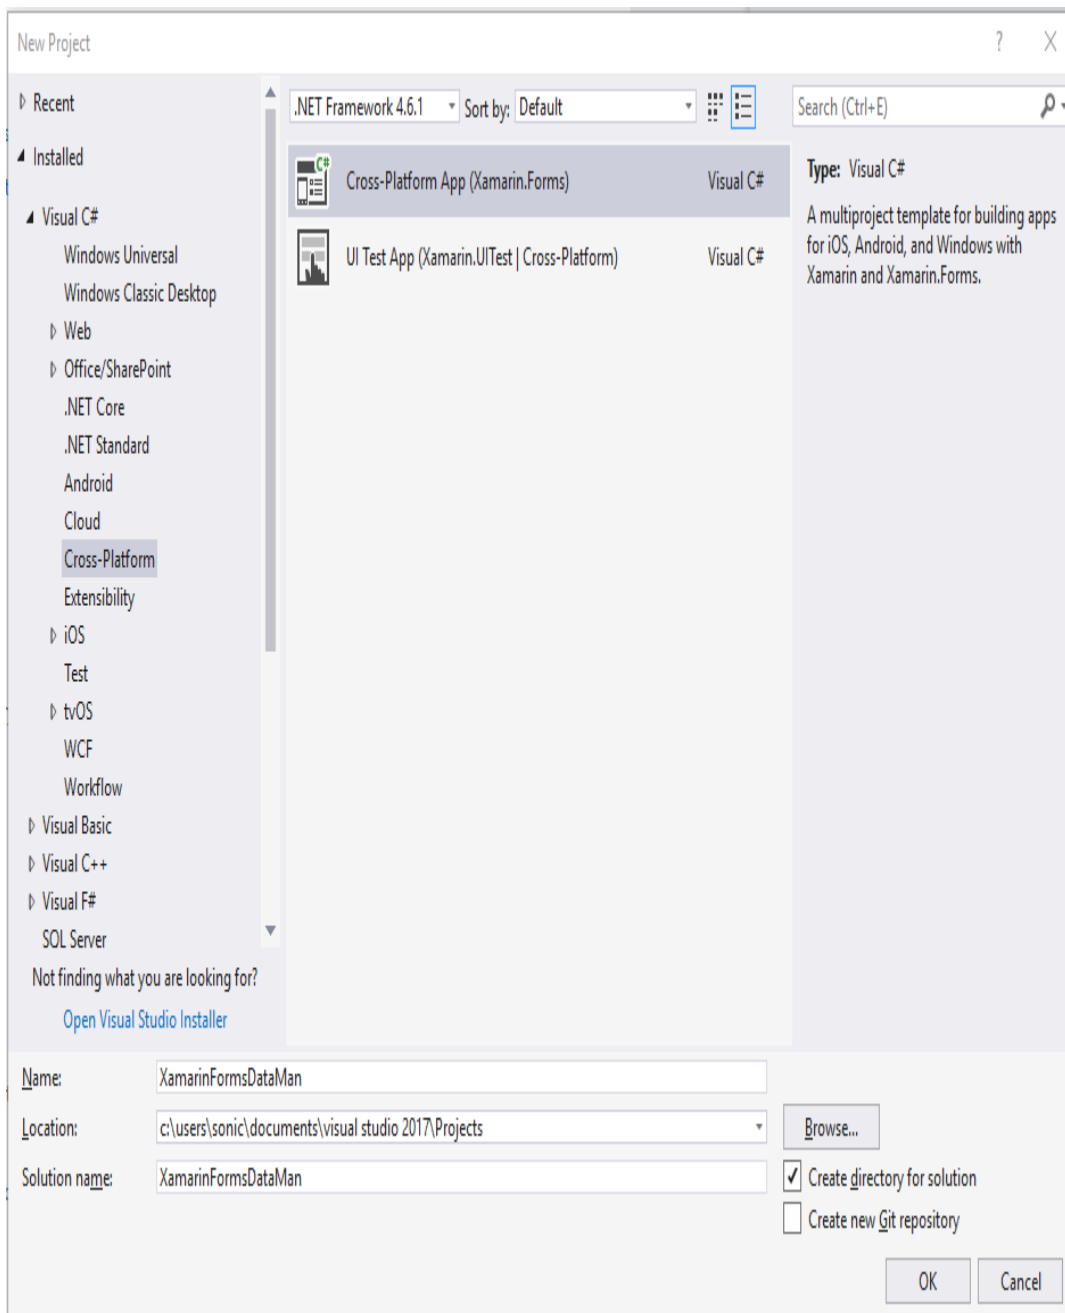 New Project
?
Recent
Installed
Visual C#
Windows Universal
Windows Classic Desktop
Web
Office/SharePoint
.NET Core
.NET Standard
Android
Cloud
Cross-Platform
Extensibility
iOS
Test
tvOS
WCF
Workflow
Visual Basic
Visual C++
Visual F#
SQL Server
Not finding what you are looking for?
Open Visual Studio Installer
.NET Framework 4.6.1 Sort by: Default
C#
Cross-Platform App (Xamarin.Forms) Visual C#
UI Test App (Xamarin.UITest | Cross-Platform) Visual C#
Search (Ctrl+E)
Type: Visual C#
A multiproject template for building apps
for iOS, Android, and Windows with
Xamarin and Xamarin.Forms.
Name: XamarinFormsDataMan
Location: c:\users\sonic\documents\visual studio 2017\Projects Browse...
Solution name: XamarinFormsDataMan
Create directory for solution
Create new Git repository
OK Cancel